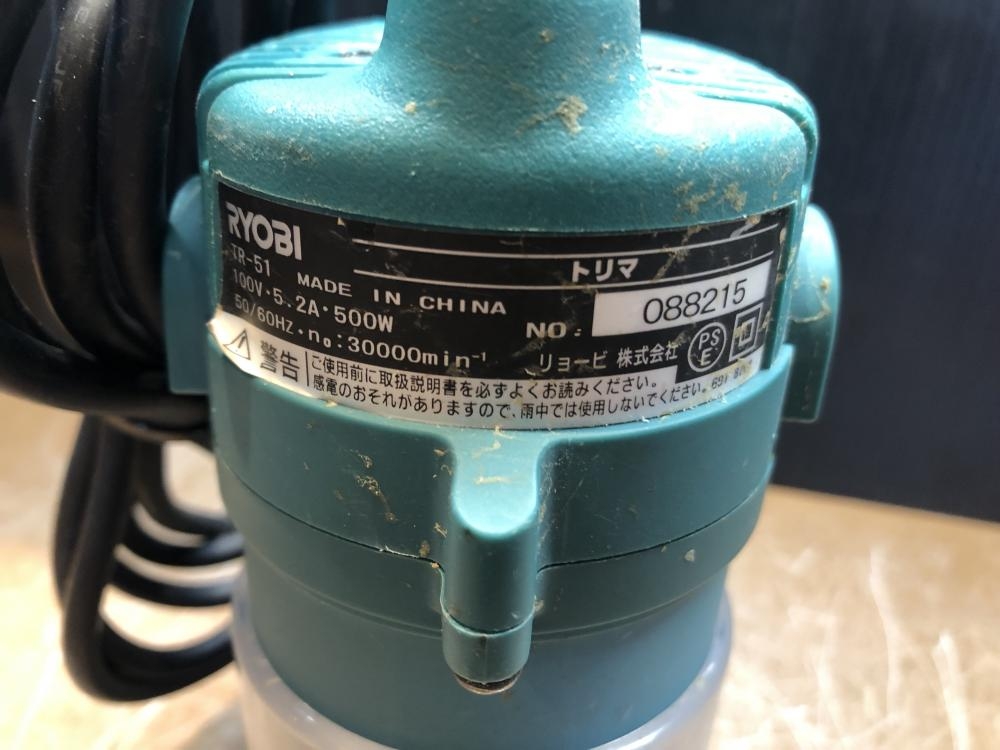 RYOBI
トリマ
TR-51 MADE IN CHINA
100V・5.2A・500W
NO. 088215
50/60HZ・n₀:30000min⁻¹
リョービ 株式会社
PS
E
警告
ご使用前に取扱説明書を必ずよくお読みください。
感電のおそれがありますので、雨中では使用しないでください。